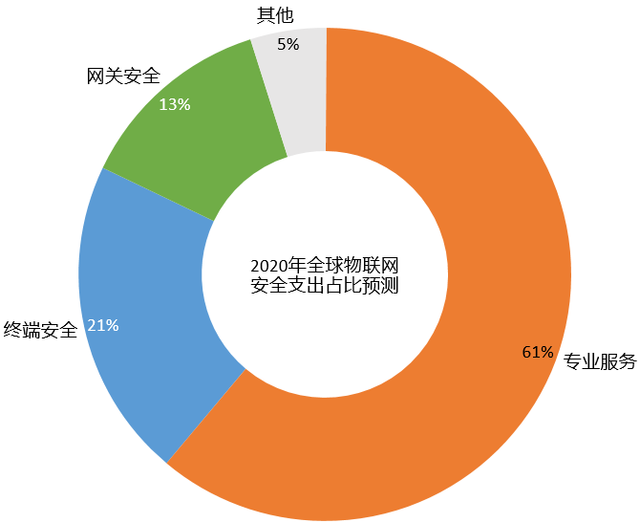 其他
5%
网关安全
13%
2020年全球物联网
安全支出占比预测
终端安全
21%
61%
专业服务